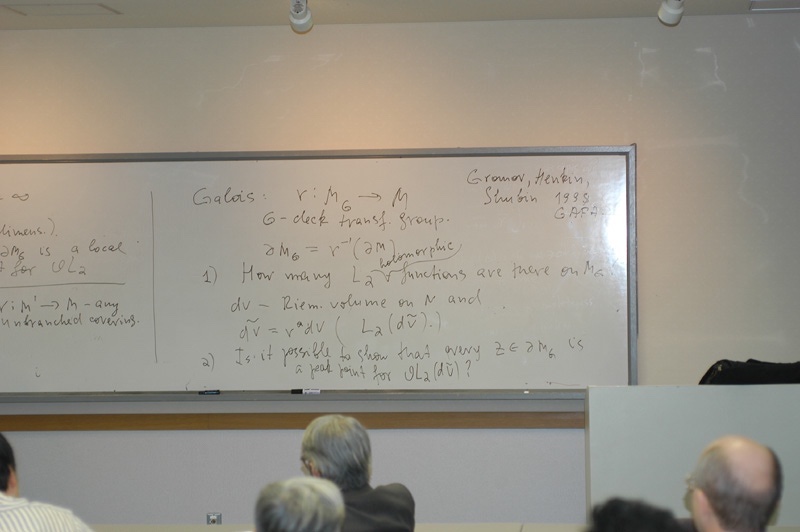 ∞
dimens.).
∂M_G is a local
for OL₂
r: M' → M - any
unbranched covering.
Galois: r: M_G → M
G - deck transf. group.
∂M_G = r⁻¹(∂M)
holomorphic
1) How many L₂ functions are there on M_G
dv - Riem. volume on N and
dṽ = r*dv ( L₂(dṽ).)
2) Is it possible to show that every z ∈ ∂M_G is
a peak point for OL₂(dṽ)?
Gromov, Henkin,
Shubin 1998
GAFA